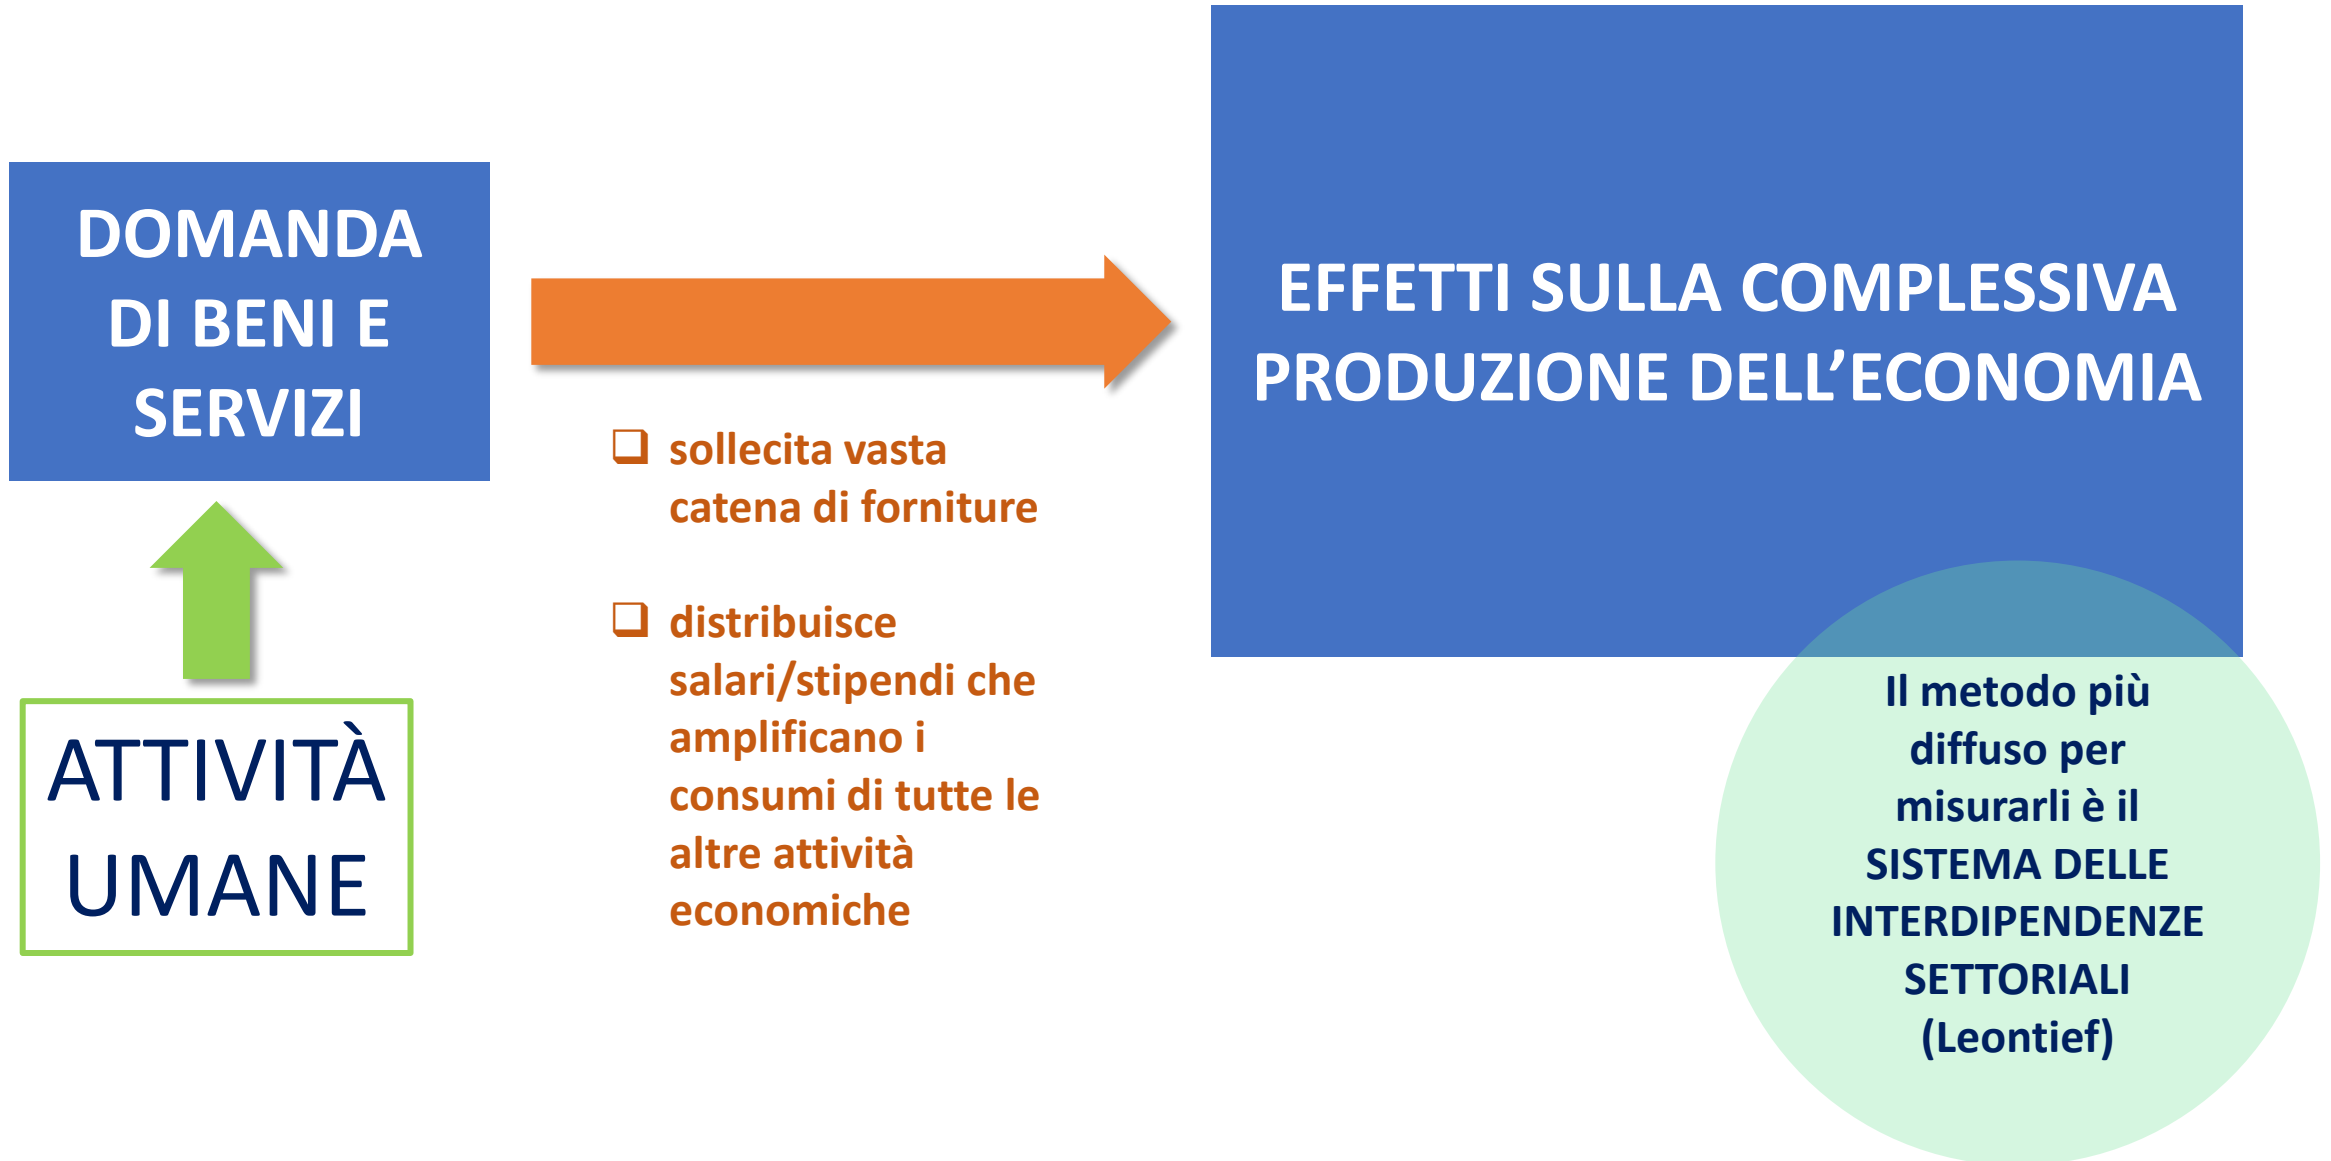 DOMANDA
DI BENI E
SERVIZI
ATTIVITÀ
UMANE
sollecita vasta
catena di forniture
distribuisce
salari/stipendi che
amplificano i
consumi di tutte le
altre attività
economiche
EFFETTI SULLA COMPLESSIVA
PRODUZIONE DELL’ECONOMIA
Il metodo più
diffuso per
misurarli è il
SISTEMA DELLE
INTERDIPENDENZE
SETTORIALI
(Leontief)